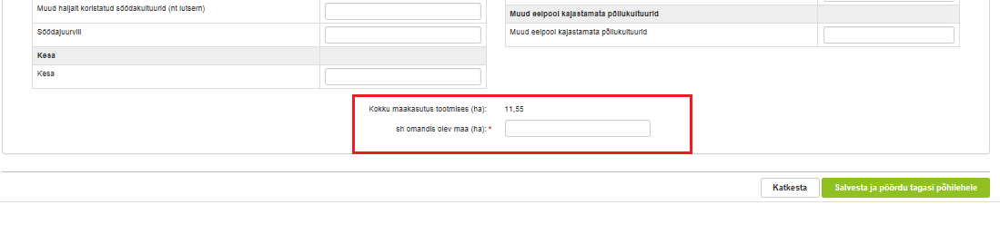 Muud haljalt koristatud söödakultuurid (nt lutsern)
Söödajuurvili
Kesa
Kesa
Muud eelpool kajastamata põllukultuurid
Muud eelpool kajastamata põllukultuurid
Kokku maakasutus tootmises (ha): 11,55
sh omandis olev maa (ha): *
Katkesta Salvesta ja pöördu tagasi põhilehele